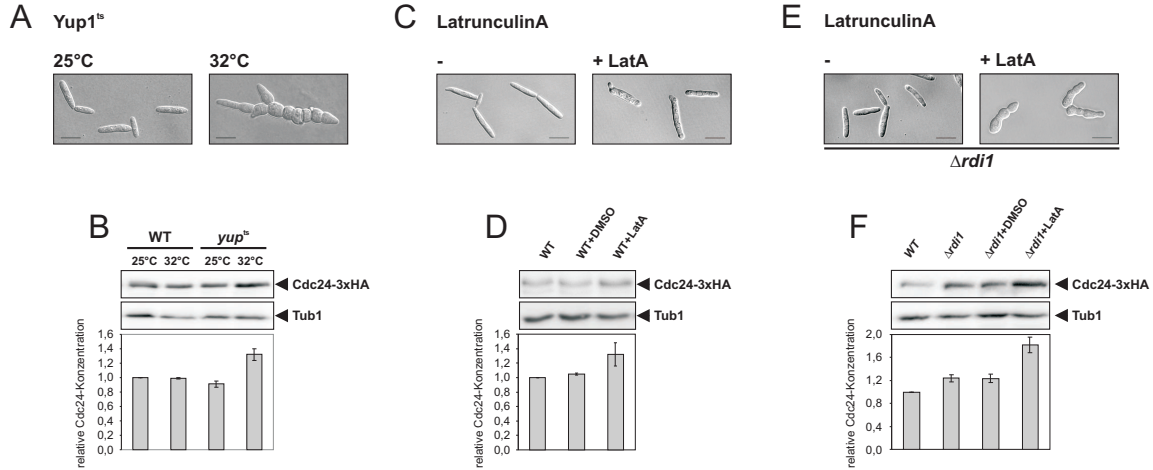 A Yup1ts
25°C 32°C
B
WT yupts
25°C 32°C 25°C 32°C
Cdc24-3xHA
Tub1
relative Cdc24-Konzentration
1,6
1,4
1,2
1,0
0,8
0,6
0,4
0,2
0,0
C LatrunculinA
- + LatA
D
WT WT+DMSO WT+LatA
Cdc24-3xHA
Tub1
relative Cdc24-Konzentration
1,6
1,4
1,2
1,0
0,8
0,6
0,4
0,2
0,0
E LatrunculinA
- + LatA
Δrdi1
F
WT Δrdi1 Δrdi1+DMSO Δrdi1+LatA
Cdc24-3xHA
Tub1
relative Cdc24-Konzentration
2,0
1,6
1,2
0,8
0,4
0,0